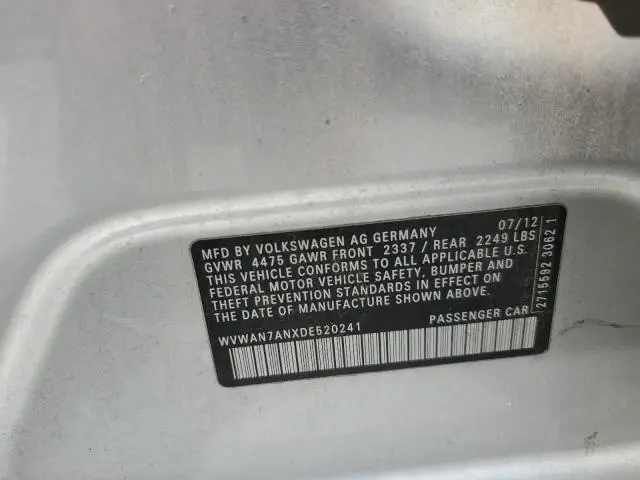 MFD BY VOLKSWAGEN AG GERMANY 07/12
GVWR 4475 GAWR FRONT 2337 / REAR 2249 LBS
THIS VEHICLE CONFORMS TO ALL APPLICABLE U.S.
FEDERAL MOTOR VEHICLE SAFETY, BUMPER AND
THEFT PREVENTION STANDARDS IN EFFECT ON
THE DATE OF MANUFACTURE SHOWN ABOVE.
WVWAN7ANXDE520241 PASSENGER CAR
2715592 3062 1